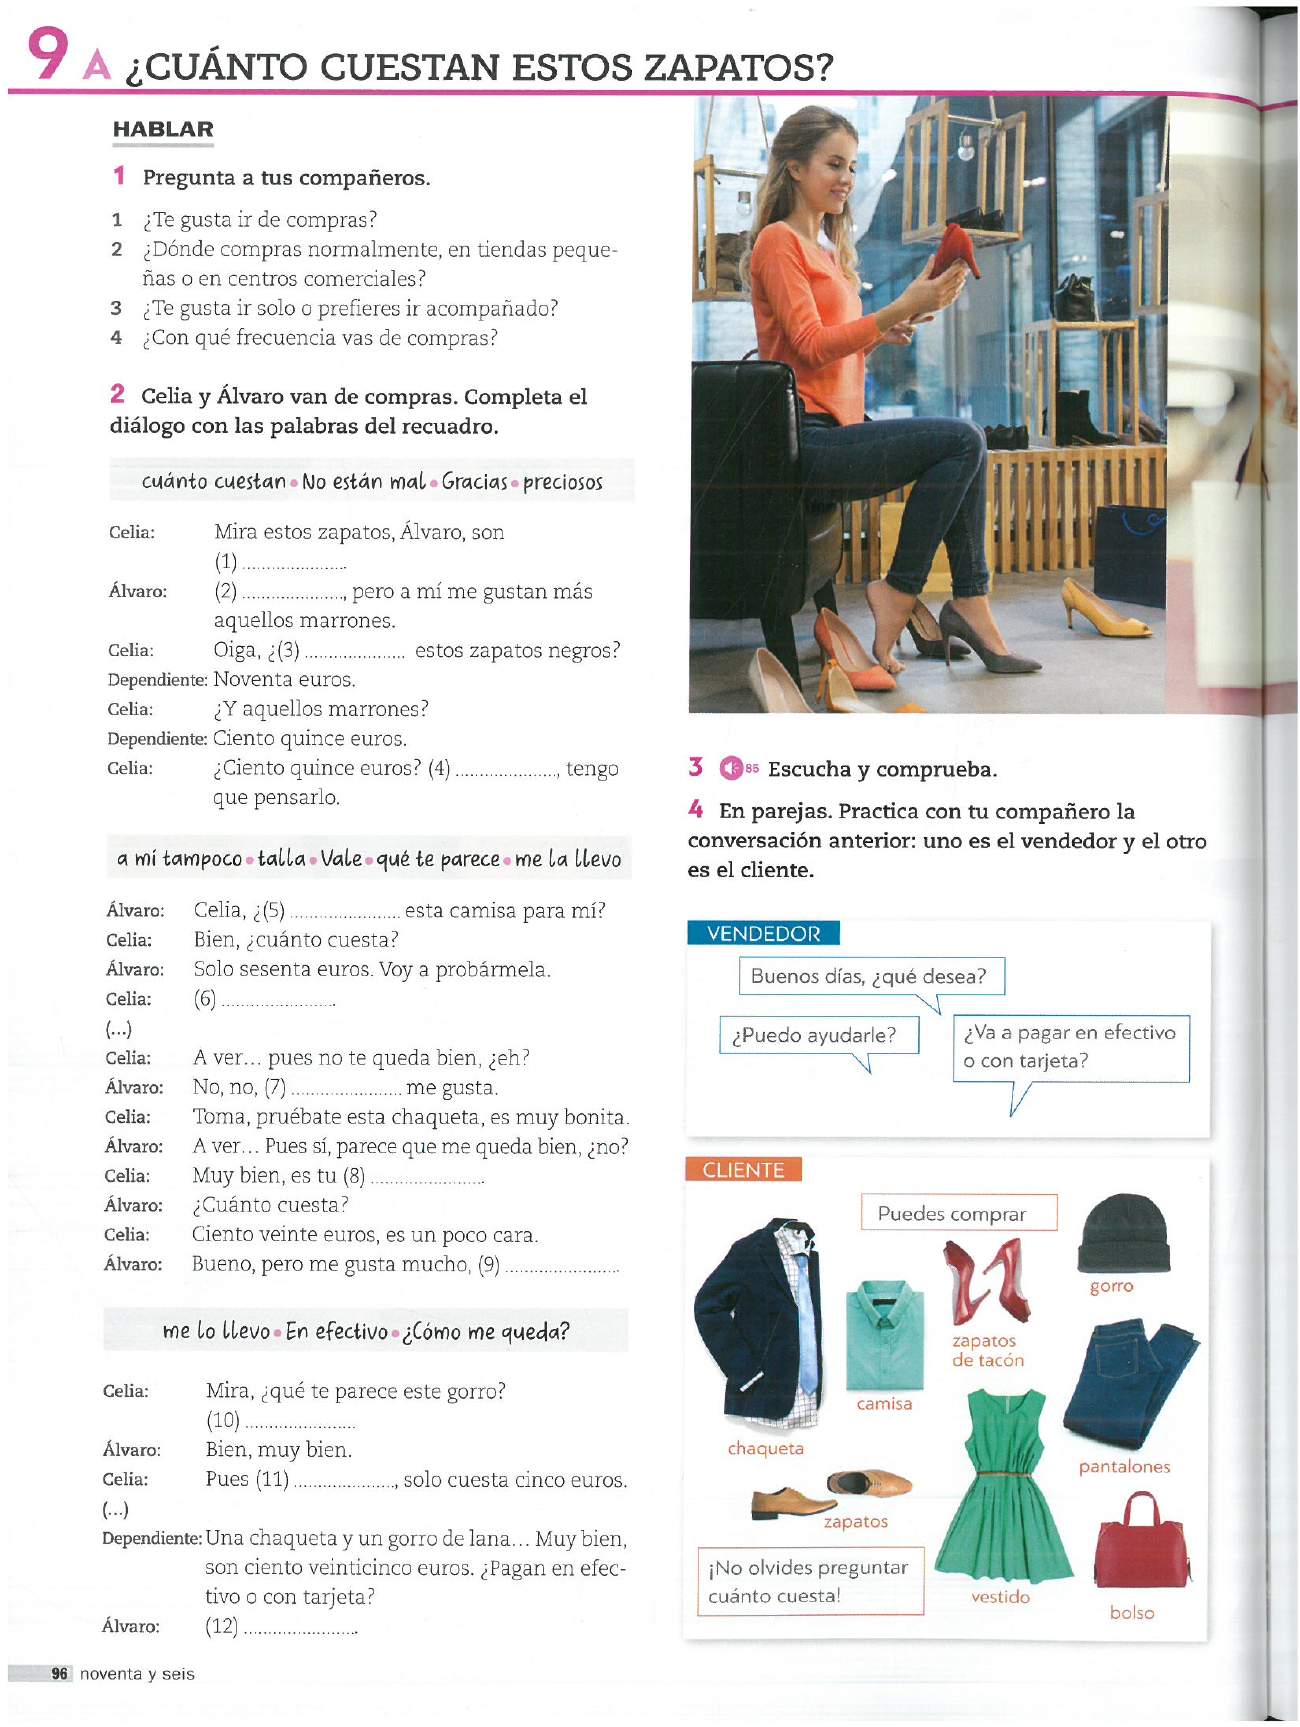 9 A ¿CUÁNTO CUESTAN ESTOS ZAPATOS?
HABLAR
1 Pregunta a tus compañeros.
1 ¿Te gusta ir de compras?
2 ¿Dónde compras normalmente, en tiendas peque-
ñas o en centros comerciales?
3 ¿Te gusta ir solo o prefieres ir acompañado?
4 ¿Con qué frecuencia vas de compras?
2 Celia y Álvaro van de compras. Completa el
diálogo con las palabras del recuadro.
cuánto cuestan • No están mal • Gracias • preciosos
Celia: Mira estos zapatos, Álvaro, son
(1) ......................
Álvaro: (2) ....................., pero a mí me gustan más
aquellos marrones.
Celia: Oiga, ¿(3) ..................... estos zapatos negros?
Dependiente: Noventa euros.
Celia: ¿Y aquellos marrones?
Dependiente: Ciento quince euros.
Celia: ¿Ciento quince euros? (4) ....................., tengo
que pensarlo.
a mí tampoco • talla • Vale • qué te parece • me la llevo
Álvaro: Celia, ¿(5) ....................... esta camisa para mí?
Celia: Bien, ¿cuánto cuesta?
Álvaro: Solo sesenta euros. Voy a probármela.
Celia: (6) ........................
(...)
Celia: A ver... pues no te queda bien, ¿eh?
Álvaro: No, no, (7) ....................... me gusta.
Celia: Toma, pruébate esta chaqueta, es muy bonita.
Álvaro: A ver... Pues sí, parece que me queda bien, ¿no?
Celia: Muy bien, es tu (8) ........................
Álvaro: ¿Cuánto cuesta?
Celia: Ciento veinte euros, es un poco cara.
Álvaro: Bueno, pero me gusta mucho, (9) ........................
me lo llevo • En efectivo • ¿Cómo me queda?
Celia: Mira, ¿qué te parece este gorro?
(10) .......................
Álvaro: Bien, muy bien.
Celia: Pues (11) ....................., solo cuesta cinco euros.
(...)
Dependiente: Una chaqueta y un gorro de lana... Muy bien,
son ciento veinticinco euros. ¿Pagan en efec-
tivo o con tarjeta?
Álvaro: (12) ........................
3 85 Escucha y comprueba.
4 En parejas. Practica con tu compañero la
conversación anterior: uno es el vendedor y el otro
es el cliente.
VENDEDOR
Buenos días, ¿qué desea?
¿Puedo ayudarle?
¿Va a pagar en efectivo
o con tarjeta?
CLIENTE
Puedes comprar
gorro
zapatos
de tacón
camisa
chaqueta
pantalones
zapatos
vestido
bolso
¡No olvides preguntar
cuánto cuesta!
96 noventa y seis